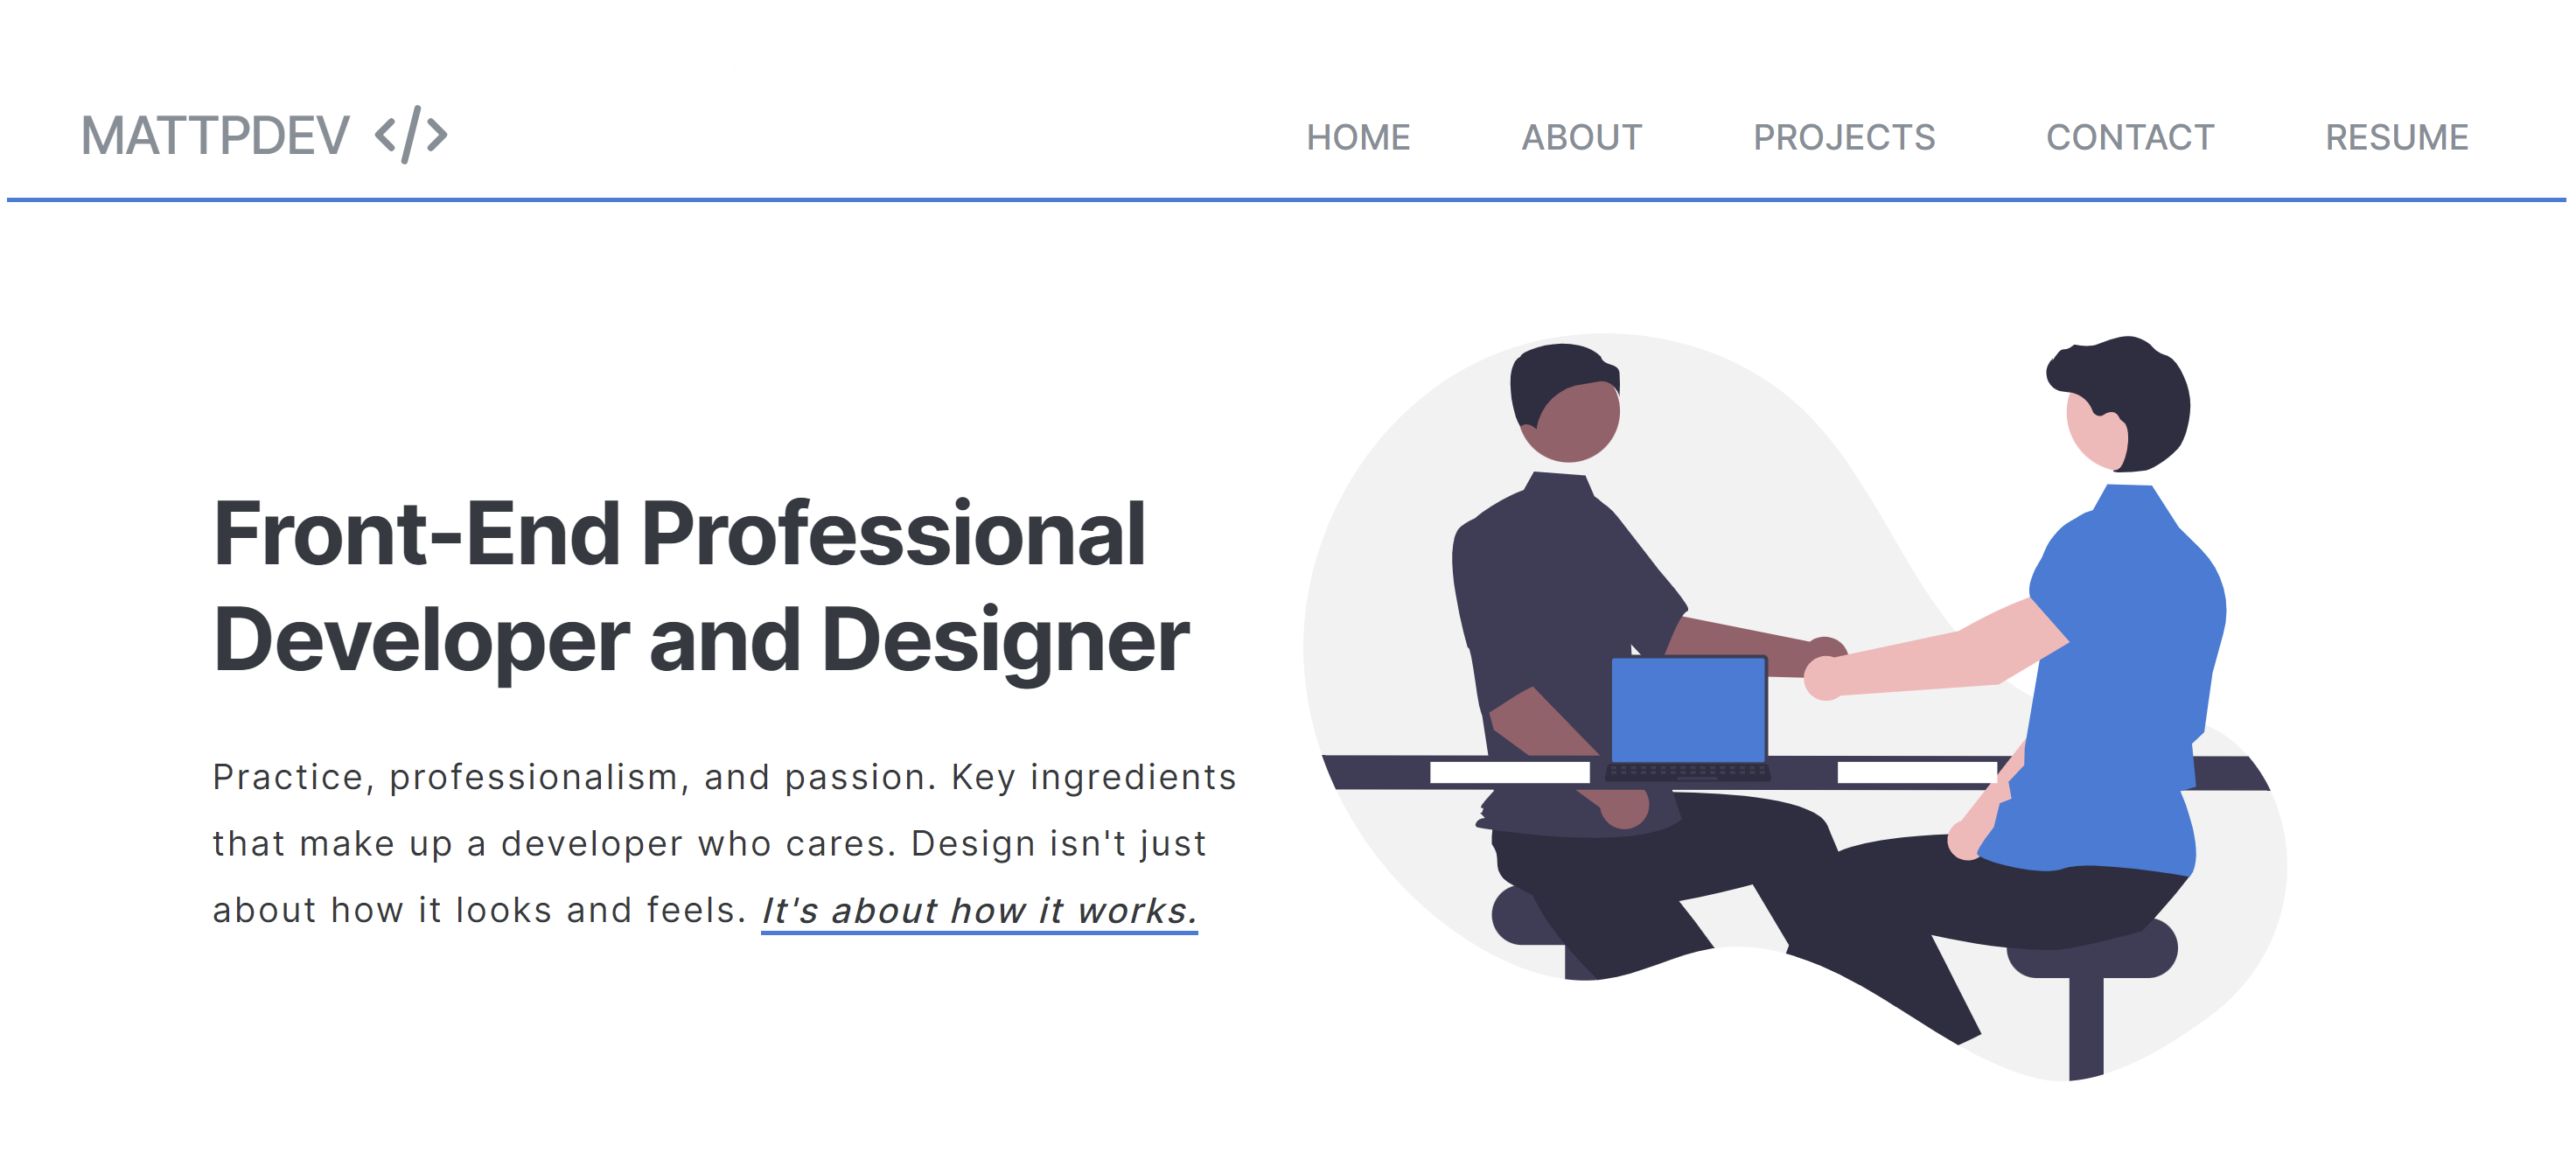 MATTPDEV </>
HOME ABOUT PROJECTS CONTACT RESUME
Front-End Professional
Developer and Designer
Practice, professionalism, and passion. Key ingredients
that make up a developer who cares. Design isn't just
about how it looks and feels. It's about how it works.